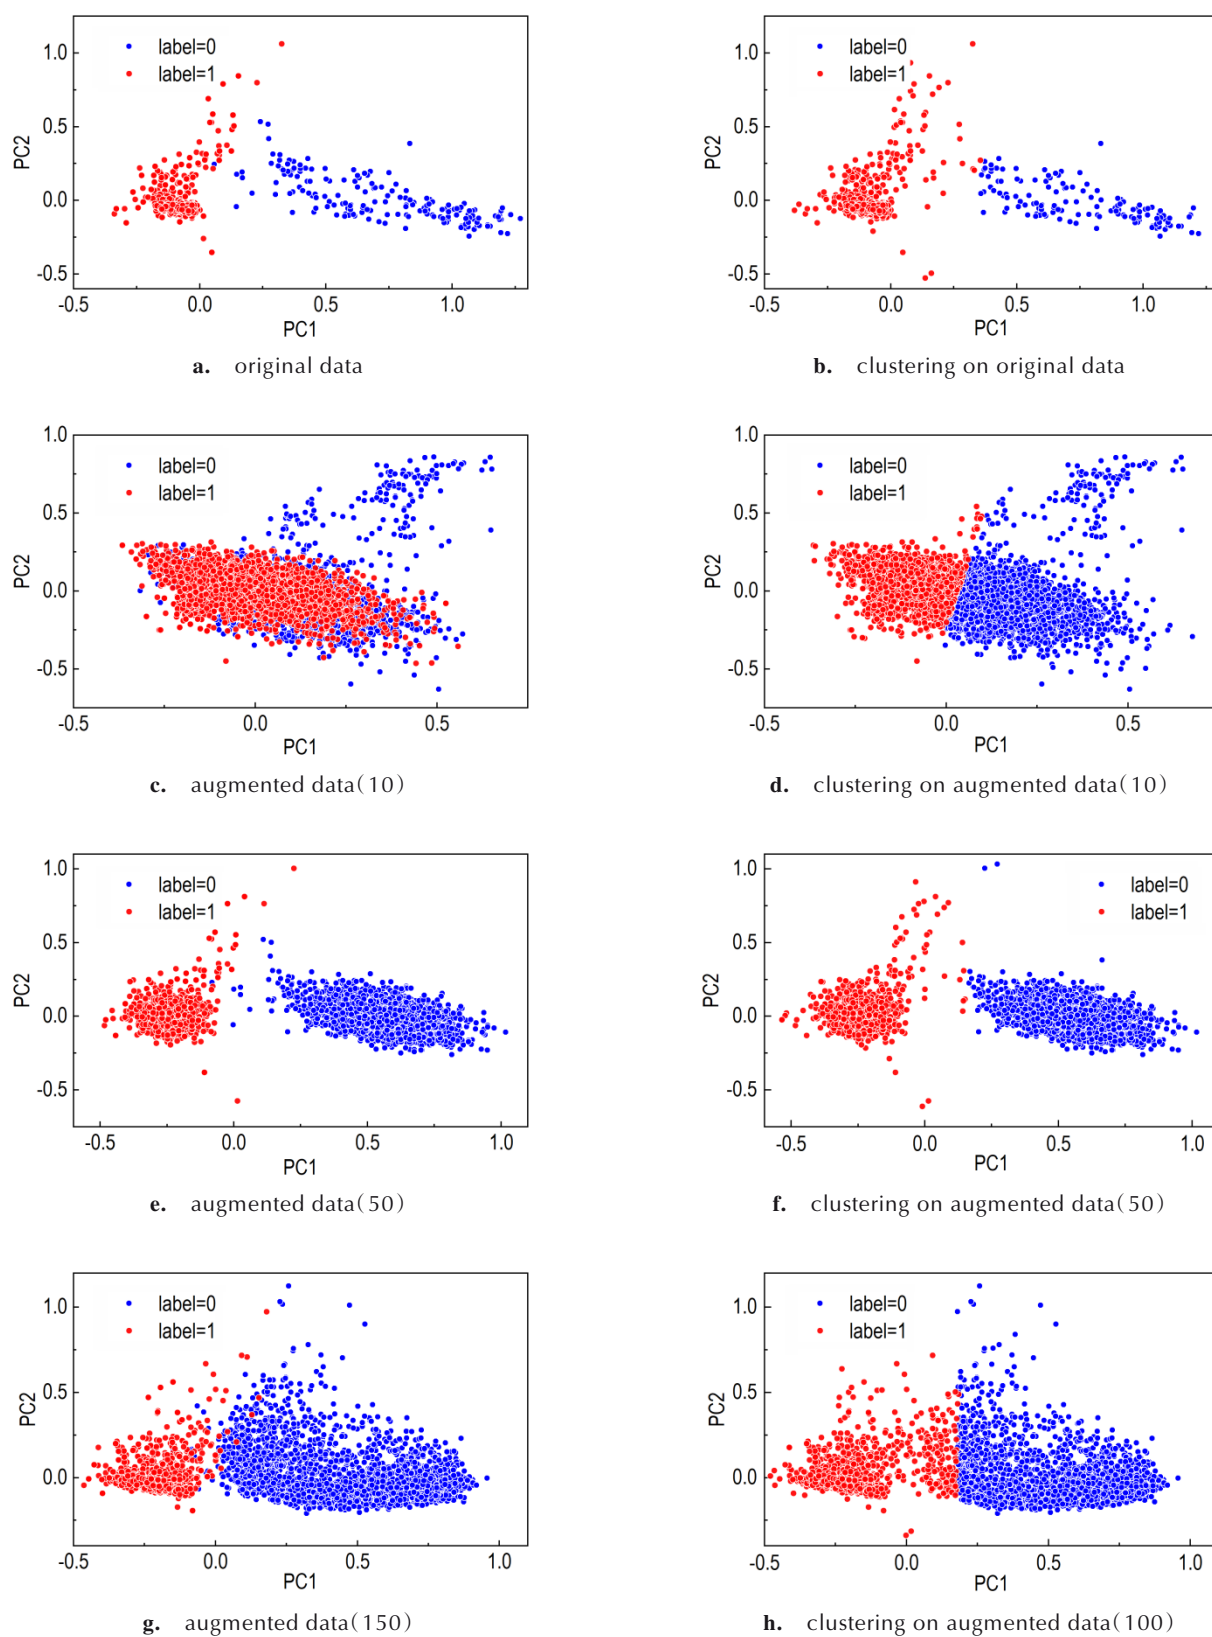 1.0
0.5
0.0
-0.5
PC2
label=0
label=1
-0.5 0.0 0.5 1.0
PC1
a. original data
1.0
0.5
0.0
-0.5
PC2
label=0
label=1
-0.5 0.0 0.5 1.0
PC1
b. clustering on original data
1.0
0.5
0.0
-0.5
PC2
label=0
label=1
-0.5 0.0 0.5
PC1
c. augmented data(10)
1.0
0.5
0.0
-0.5
PC2
label=0
label=1
-0.5 0.0 0.5
PC1
d. clustering on augmented data(10)
1.0
0.5
0.0
-0.5
PC2
label=0
label=1
-0.5 0.0 0.5 1.0
PC1
e. augmented data(50)
1.0
0.5
0.0
-0.5
PC2
label=0
label=1
-0.5 0.0 0.5 1.0
PC1
f. clustering on augmented data(50)
1.0
0.5
0.0
PC2
label=0
label=1
-0.5 0.0 0.5 1.0
PC1
g. augmented data(150)
1.0
0.5
0.0
PC2
label=0
label=1
-0.5 0.0 0.5 1.0
PC1
h. clustering on augmented data(100)